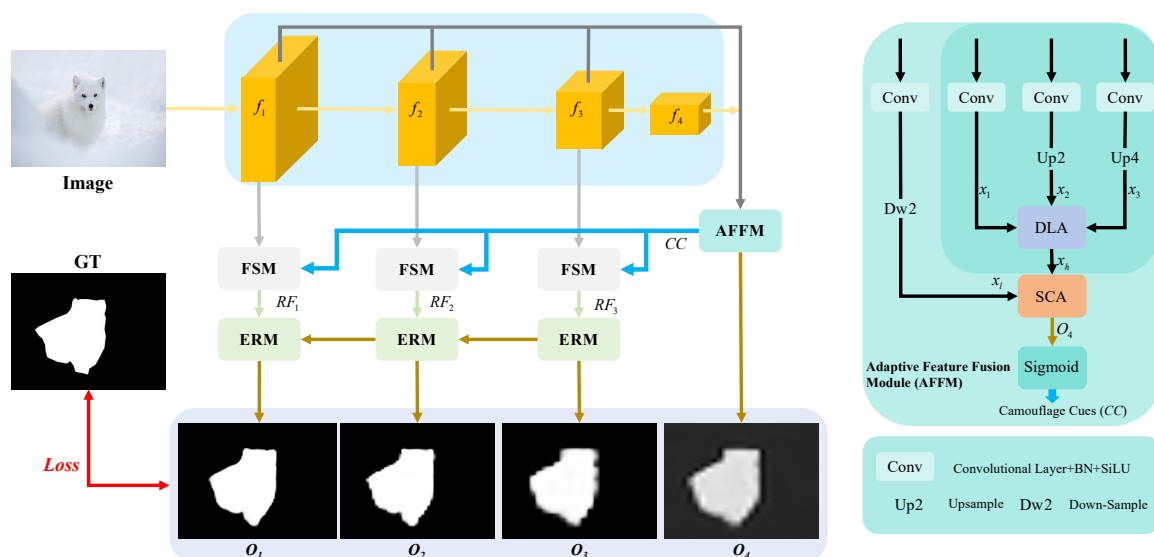 f1
f2
f3
f4
Image
AFFM
CC
FSM
FSM
FSM
GT
RF1
RF2
RF3
ERM
ERM
ERM
Loss
O1
O2
O3
O4
Conv
Conv
Conv
Conv
Up2
Up4
x1
x2
x3
Dw2
DLA
xh
xl
SCA
O4
Adaptive Feature Fusion
Module (AFFM)
Sigmoid
Camouflage Cues (CC)
Conv
Convolutional Layer+BN+SiLU
Up2
Upsample
Dw2
Down-Sample